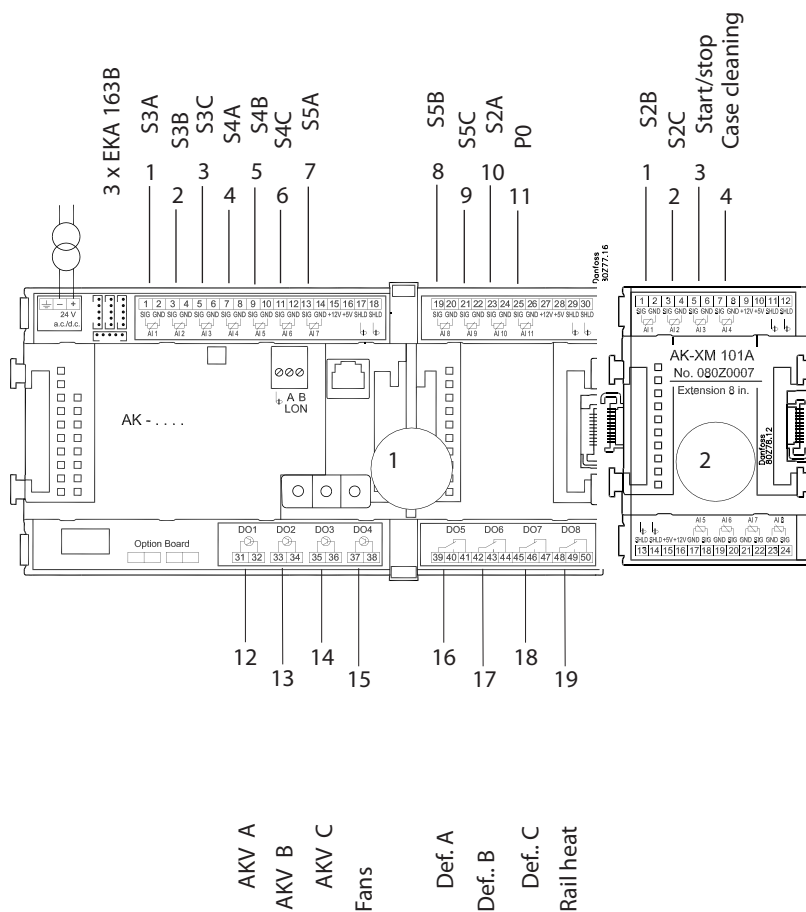 3 x EKA 163B
S3A
S3B
S3C
S4A
S4B
S4C
S5A
S5B
S5C
S2A
P0
S2B
S2C
Start/stop
Case cleaning
1
2
3
4
5
6
7
8
9
10
11
1
2
3
4
Danfoss
80Z77.16
1 2 3 4 5 6 7 8 9 10 11 12 13 14 15 16 17 18
SIG GND SIG GND SIG GND SIG GND SIG GND SIG GND SIG GND +12V +5V SHLD SHLD
AI 1 AI 2 AI 3 AI 4 AI 5 AI 6 AI 7
– +
24 V
a.c./d.c.
19 20 21 22 23 24 25 26 27 28 29 30
SIG GND SIG GND SIG GND SIG GND +12V +5V SHLD SHLD
AI 8 AI 9 AI 10 AI 11
1 2 3 4 5 6 7 8 9 10 11 12
SIG GND SIG GND SIG GND SIG GND +12V +5V SHLD SHLD
AI 1 AI 2 AI 3 AI 4
AK-XM 101A
No. 080Z0007
Extension 8 in.
A B
LON
AK - . . . .
1
2
Danfoss
80Z78.12
Option Board
DO1 DO2 DO3 DO4
31 32 33 34 35 36 37 38
DO5 DO6 DO7 DO8
39 40 41 42 43 44 45 46 47 48 49 50
AI 5 AI 6 AI 7 AI 8
SHLD SHLD +5V +12V GND SIG GND SIG GND SIG GND SIG
13 14 15 16 17 18 19 20 21 22 23 24
12
13
14
15
16
17
18
19
AKV A
AKV B
AKV C
Fans
Def. A
Def.. B
Def.. C
Rail heat